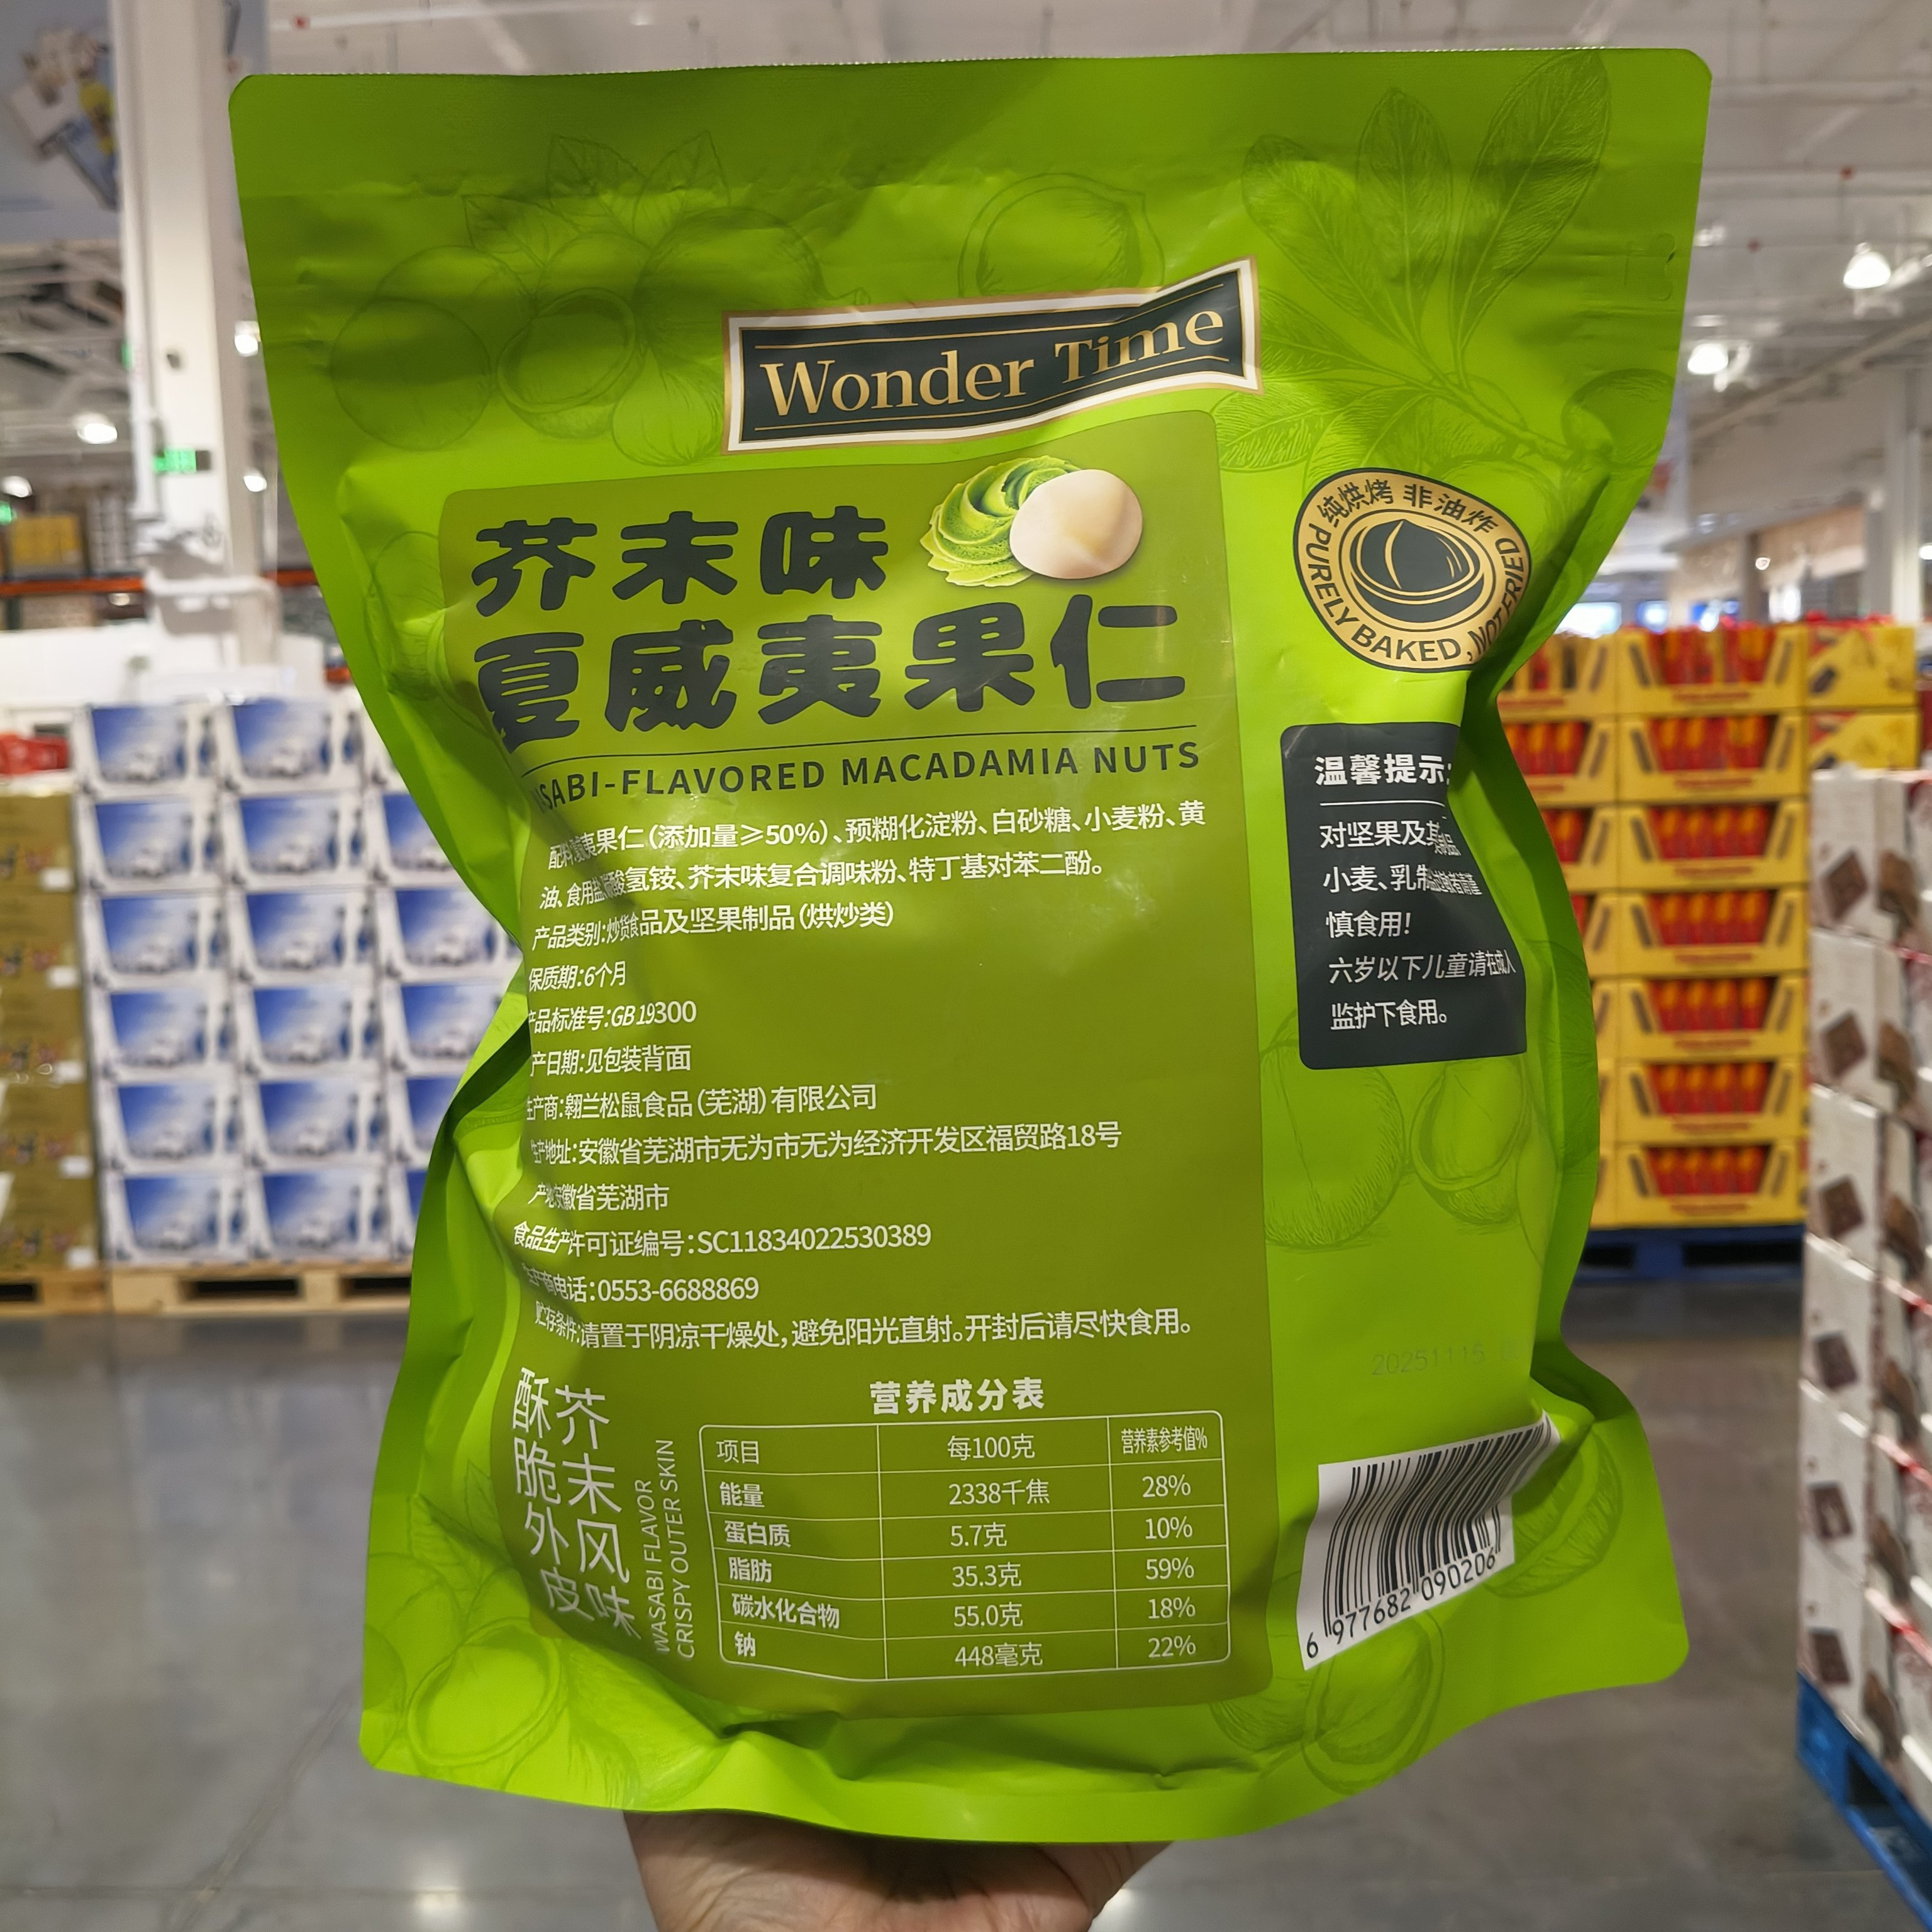 Wonder Time
芥末味
夏威夷果仁
SABI-FLAVORED MACADAMIA NUTS
果仁(添加量≥50%)、预糊化淀粉、白砂糖、小麦粉、黄
油、食用盐、碳酸氢铵、芥末味复合调味粉、特丁基对苯二酚。
产品类别:炒货食品及坚果制品(烘炒类)
保质期:6个月
产品标准号:GB 19300
产日期:见包装背面
生产商:翱兰松鼠食品(芜湖)有限公司
生产地址:安徽省芜湖市无为市无为经济开发区福贸路18号
产地:安徽省芜湖市
食品生产许可证编号:SC11834022530389
生产商电话:0553-6688869
贮存条件:请置于阴凉干燥处,避免阳光直射。开封后请尽快食用。
芥末风味
酥脆外皮
WASABI FLAVOR
CRISPY OUTER SKIN
营养成分表
项目 每100克 营养素参考值%
能量 2338千焦 28%
蛋白质 5.7克 10%
脂肪 35.3克 59%
碳水化合物 55.0克 18%
钠 448毫克 22%
纯烘烤 非油炸
PURELY BAKED, NOT FRIED
温馨提示:
对坚果及其制品
小麦、乳制
慎食用!
六岁以下儿童请在成人
监护下食用。
20251115
6 977682 090206